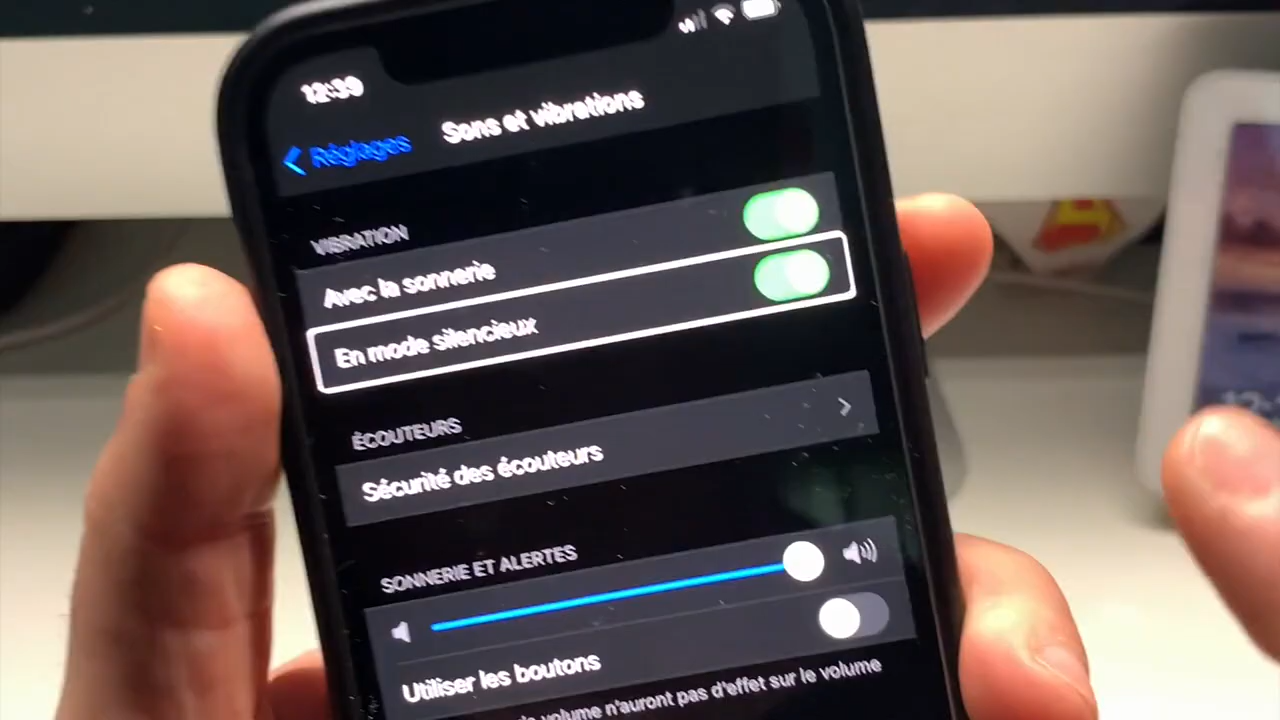 12:39
Réglages
Sons et vibrations
VIBRATION
Avec la sonnerie
En mode silencieux
ÉCOUTEURS
Sécurité des écouteurs
SONNERIE ET ALERTES
Utiliser les boutons
de volume n'auront pas d'effet sur le volume